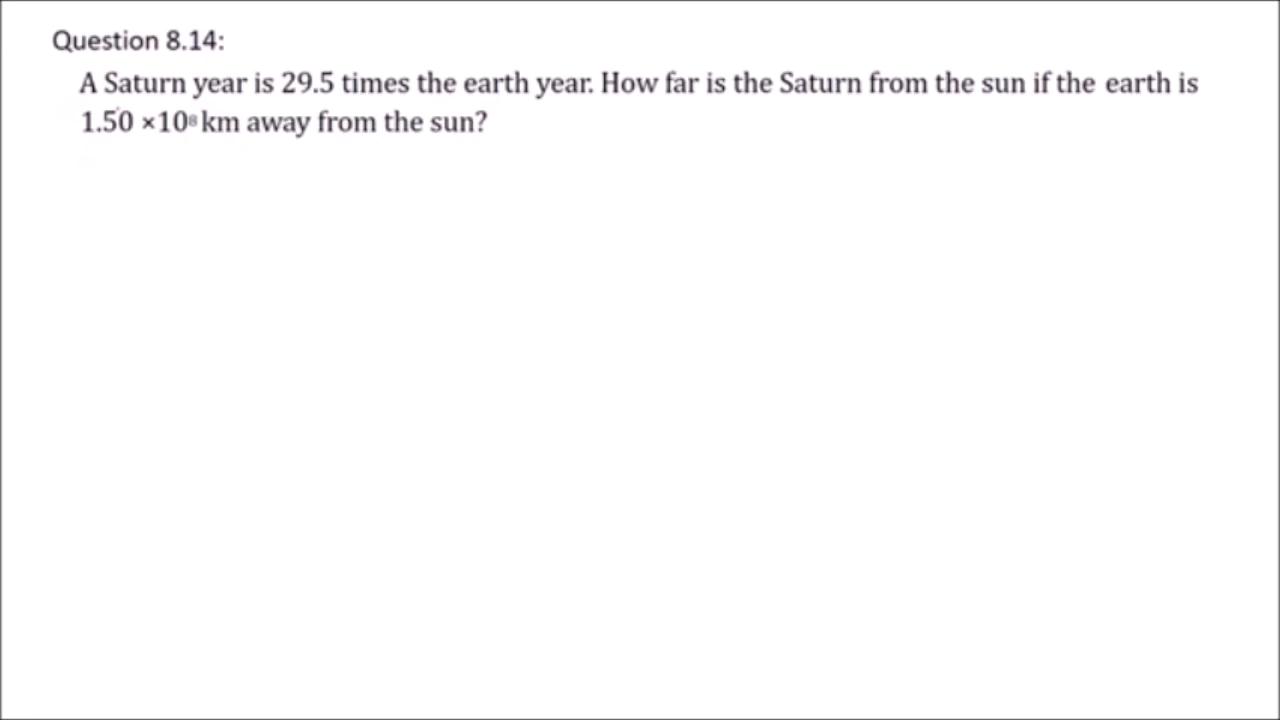 Question 8.14:
A Saturn year is 29.5 times the earth year. How far is the Saturn from the sun if the earth is
1.50 ×10⁸ km away from the sun?